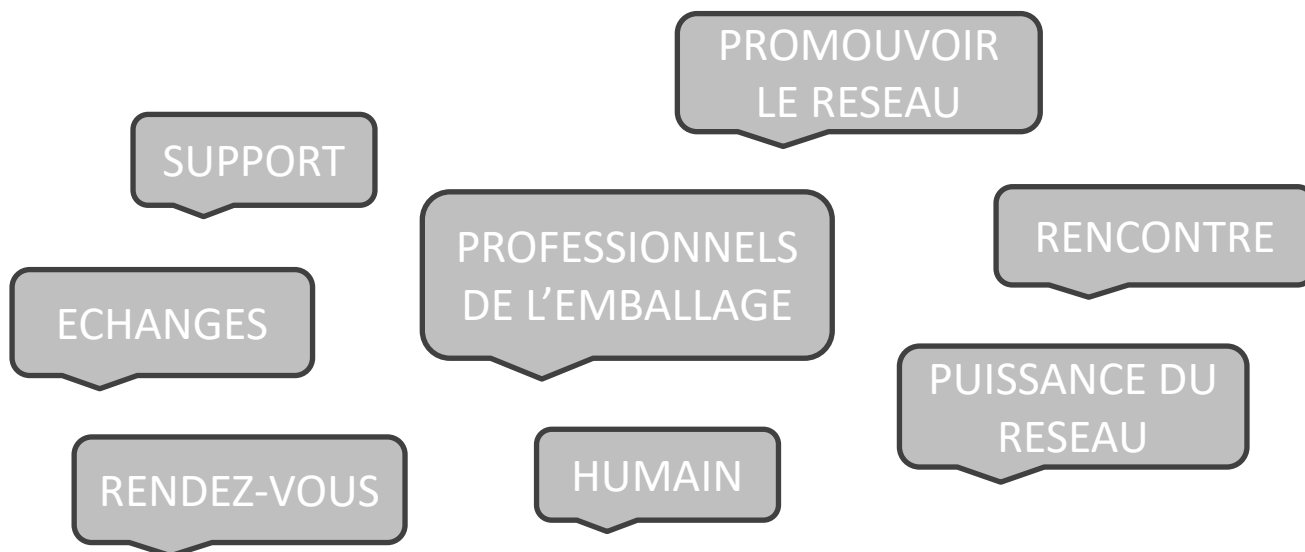 PROMOUVOIR
LE RESEAU
SUPPORT
PROFESSIONNELS
DE L’EMBALLAGE
RENCONTRE
ECHANGES
PUISSANCE DU
RESEAU
HUMAIN
RENDEZ-VOUS